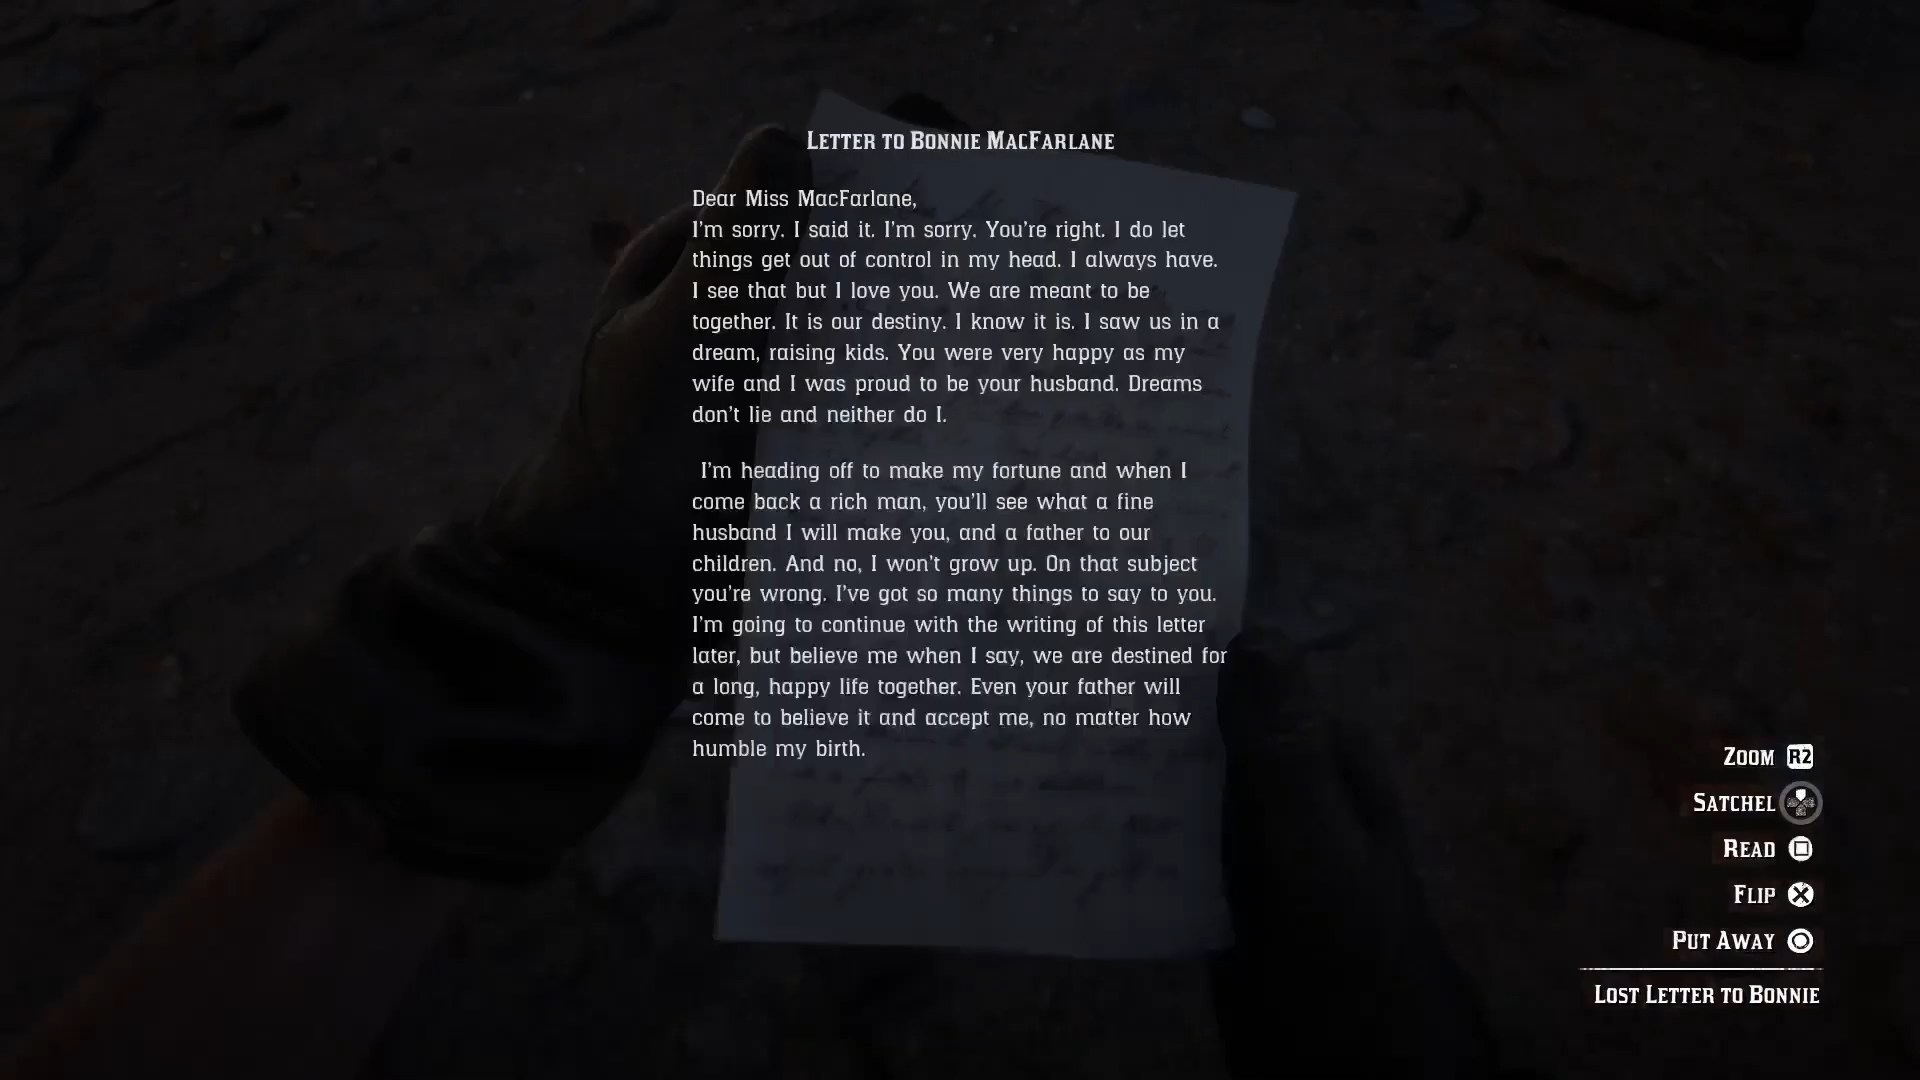 Letter to Bonnie MacFarlane
Dear Miss MacFarlane,
I'm sorry. I said it. I'm sorry. You're right. I do let
things get out of control in my head. I always have.
I see that but I love you. We are meant to be
together. It is our destiny. I know it is. I saw us in a
dream, raising kids. You were very happy as my
wife and I was proud to be your husband. Dreams
don't lie and neither do I.
I'm heading off to make my fortune and when I
come back a rich man, you'll see what a fine
husband I will make you, and a father to our
children. And no, I won't grow up. On that subject
you're wrong. I've got so many things to say to you.
I'm going to continue with the writing of this letter
later, but believe me when I say, we are destined for
a long, happy life together. Even your father will
come to believe it and accept me, no matter how
humble my birth.
Zoom R2
Satchel
Read
Flip
Put Away
Lost Letter to Bonnie